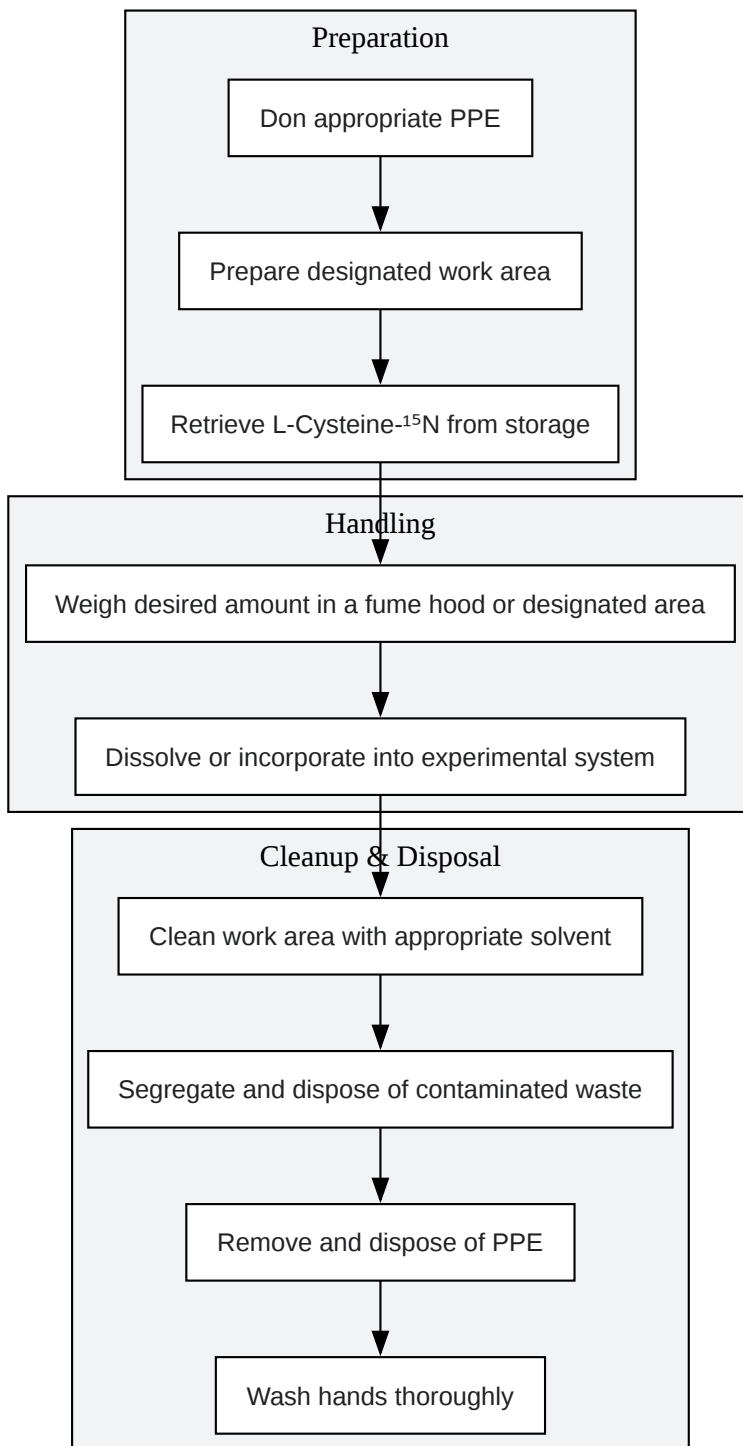 Preparation
Don appropriate PPE
Prepare designated work area
Retrieve L-Cysteine-¹⁵N from storage
Handling
Weigh desired amount in a fume hood or designated area
Dissolve or incorporate into experimental system
Cleanup & Disposal
Clean work area with appropriate solvent
Segregate and dispose of contaminated waste
Remove and dispose of PPE
Wash hands thoroughly